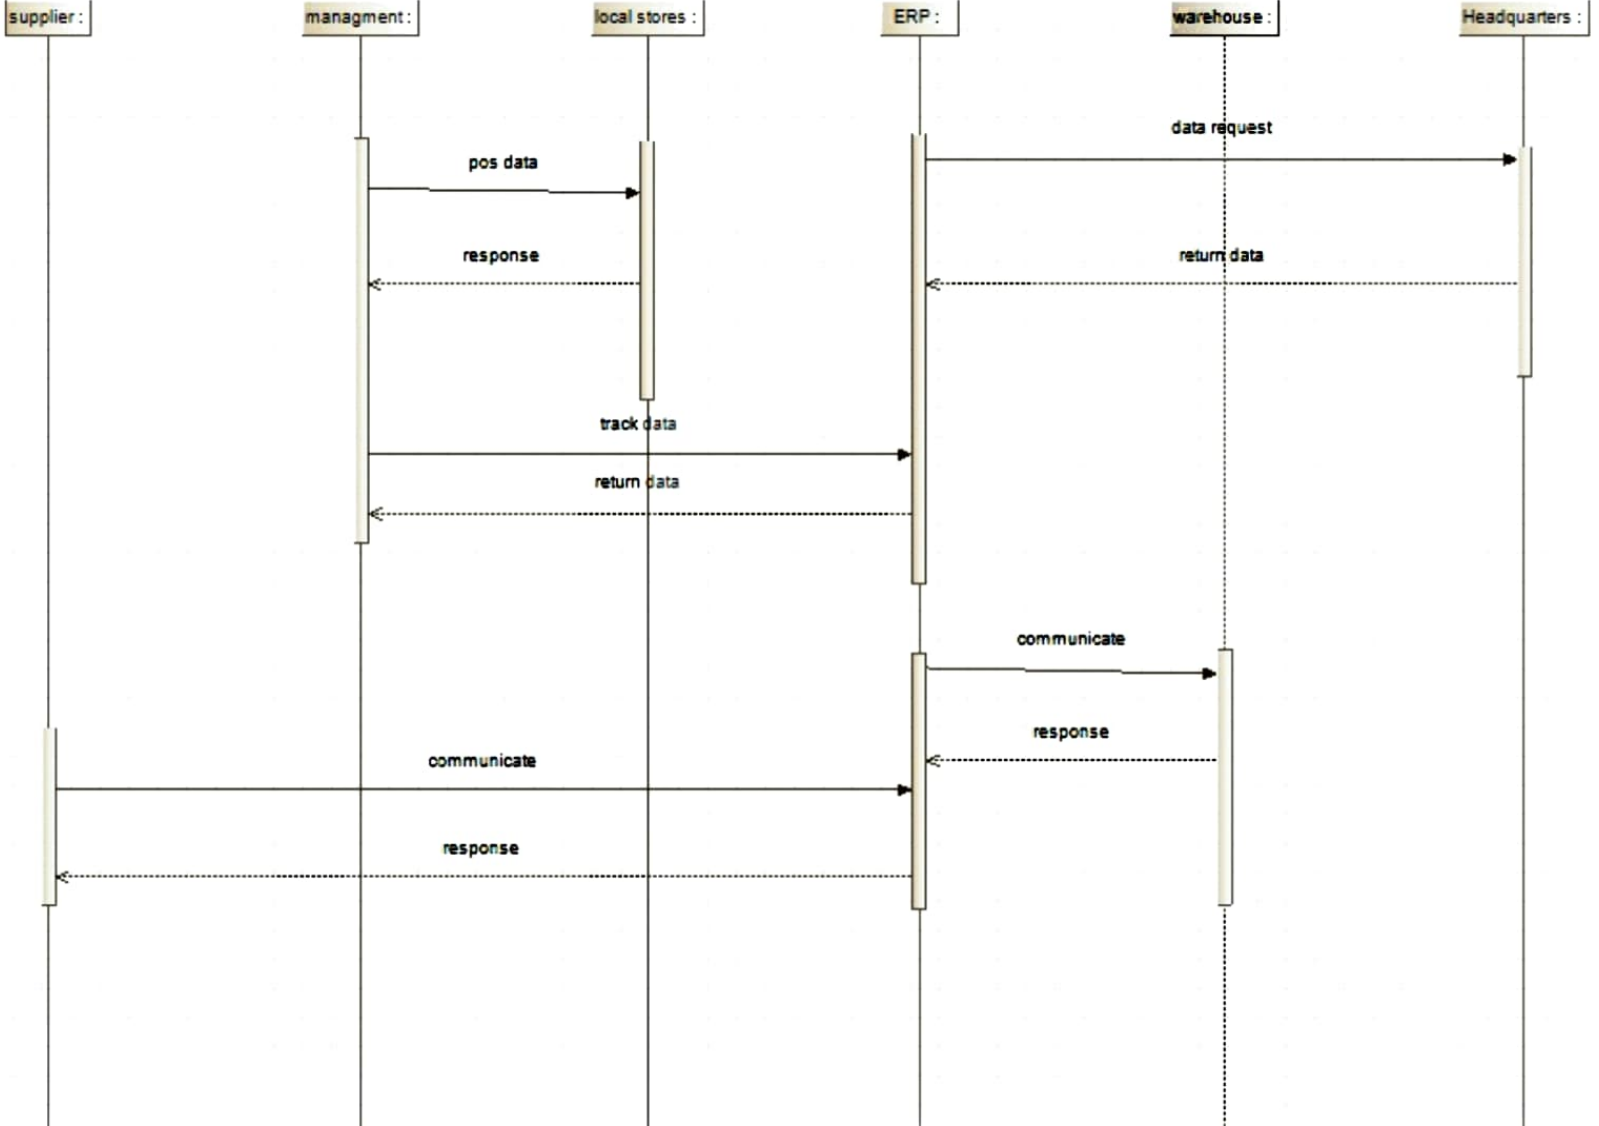 supplier :
managment :
local stores :
ERP :
warehouse :
Headquarters :
data request
pos data
response
return data
track data
return data
communicate
response
communicate
response